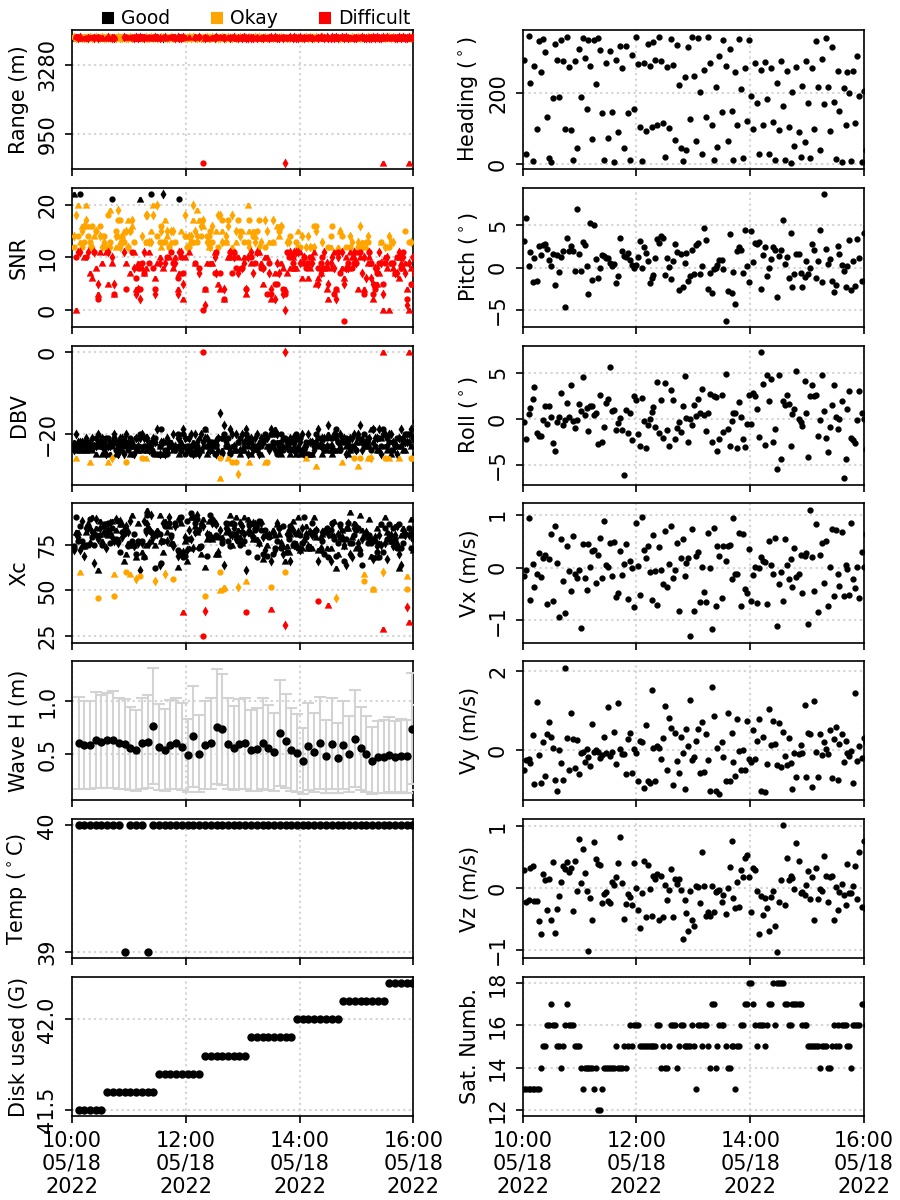 Good Okay Difficult
Range (m)
3280
950
Heading (°)
200
0
SNR
20
10
0
Pitch (°)
5
0
−5
DBV
0
−20
Roll (°)
5
0
−5
Xc
75
50
25
Vx (m/s)
1
0
−1
Wave H (m)
1.0
0.5
Vy (m/s)
2
0
Temp (°C)
40
39
Vz (m/s)
1
0
−1
Disk used (G)
42.0
41.5
Sat. Numb.
18
16
14
12
10:00 12:00 14:00 16:00 10:00 12:00 14:00 16:00
05/18 05/18 05/18 05/18 05/18 05/18 05/18 05/18
2022 2022 2022 2022 2022 2022 2022 2022